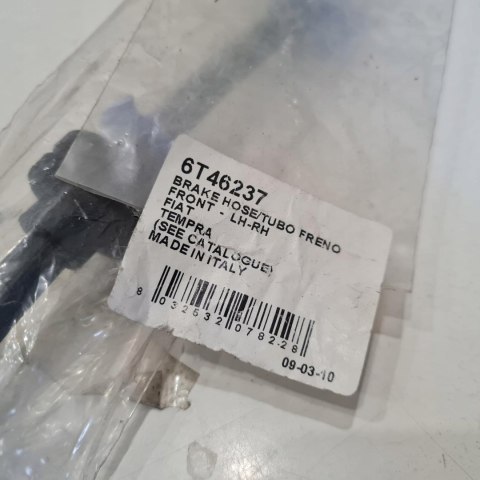 6T46237
BRAKE HOSE/TUBO FRENO
FRONT - LH-RH
FIAT
TEMPRA
(SEE CATALOGUE)
MADE IN ITALY
8 032532 078228
09-03-10